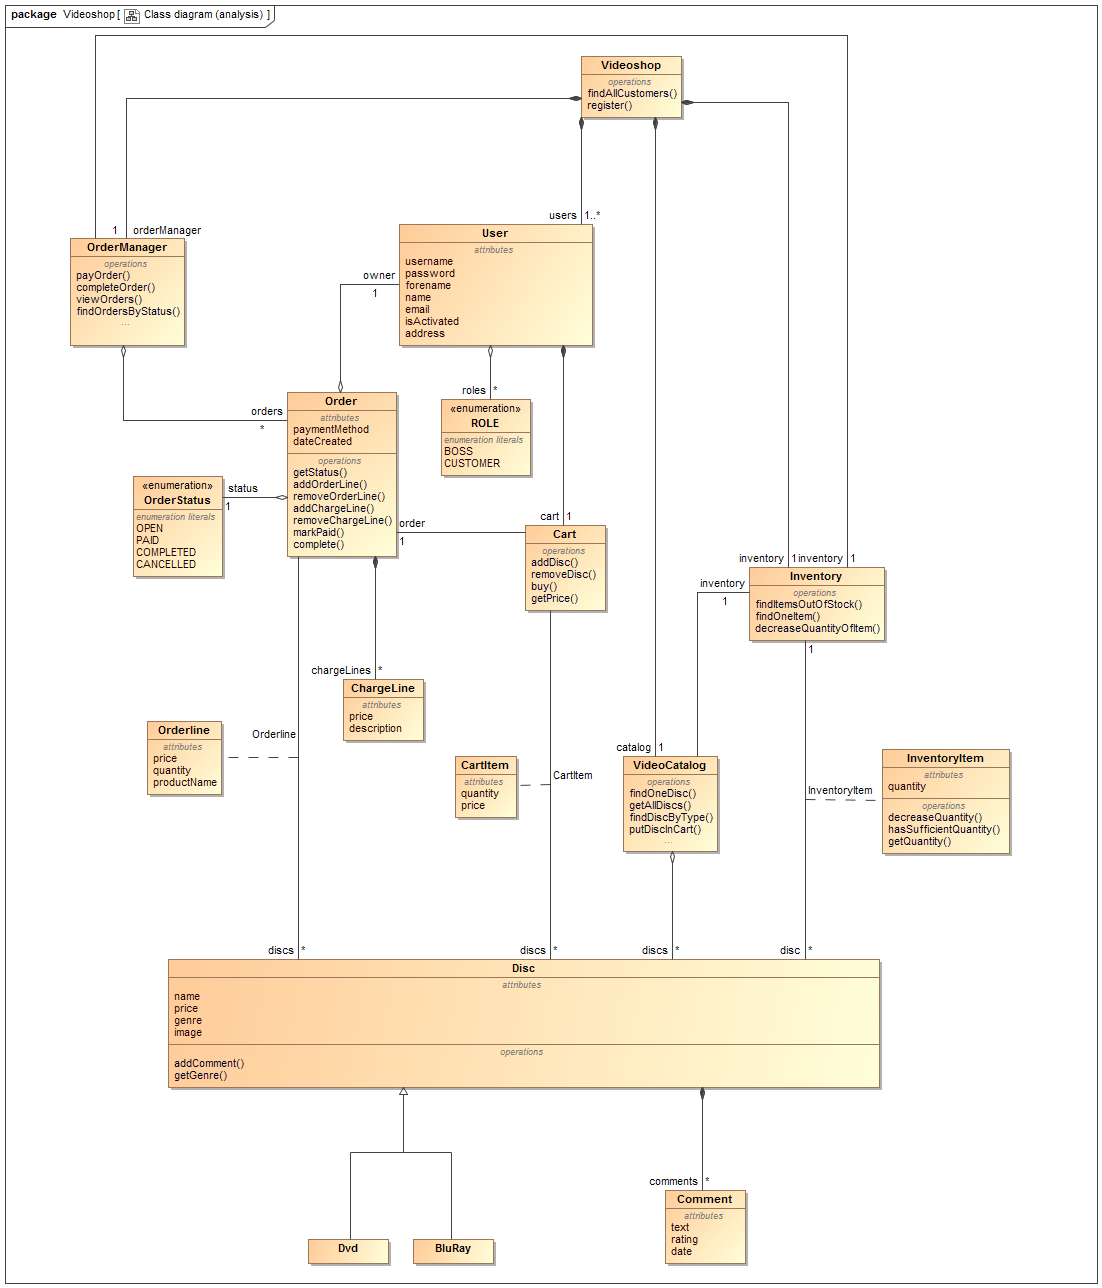 package Videoshop [ Class diagram (analysis) ]
Videoshop
operations
findAllCustomers()
register()
users 1..*
1 orderManager
OrderManager
operations
payOrder()
completeOrder()
viewOrders()
findOrdersByStatus()
...
User
attributes
username
password
forename
name
email
isActivated
address
owner
1
roles *
«enumeration»
ROLE
enumeration literals
BOSS
CUSTOMER
orders
*
Order
attributes
paymentMethod
dateCreated
operations
getStatus()
addOrderLine()
removeOrderLine()
addChargeLine()
removeChargeLine()
markPaid()
complete()
«enumeration»
OrderStatus
enumeration literals
OPEN
PAID
COMPLETED
CANCELLED
status
1
order
1
cart 1
Cart
operations
addDisc()
removeDisc()
buy()
getPrice()
inventory 1 inventory 1
Inventory
operations
findItemsOutOfStock()
findOneItem()
decreaseQuantityOfItem()
inventory
1
1
chargeLines *
ChargeLine
attributes
price
description
Orderline
attributes
price
quantity
productName
Orderline
CartItem
attributes
quantity
price
CartItem
catalog 1
VideoCatalog
operations
findOneDisc()
getAllDiscs()
findDiscByType()
putDiscInCart()
...
InventoryItem
InventoryItem
attributes
quantity
operations
decreaseQuantity()
hasSufficientQuantity()
getQuantity()
discs *
discs *
discs *
disc *
Disc
attributes
name
price
genre
image
operations
addComment()
getGenre()
comments *
Comment
attributes
text
rating
date
Dvd
BluRay